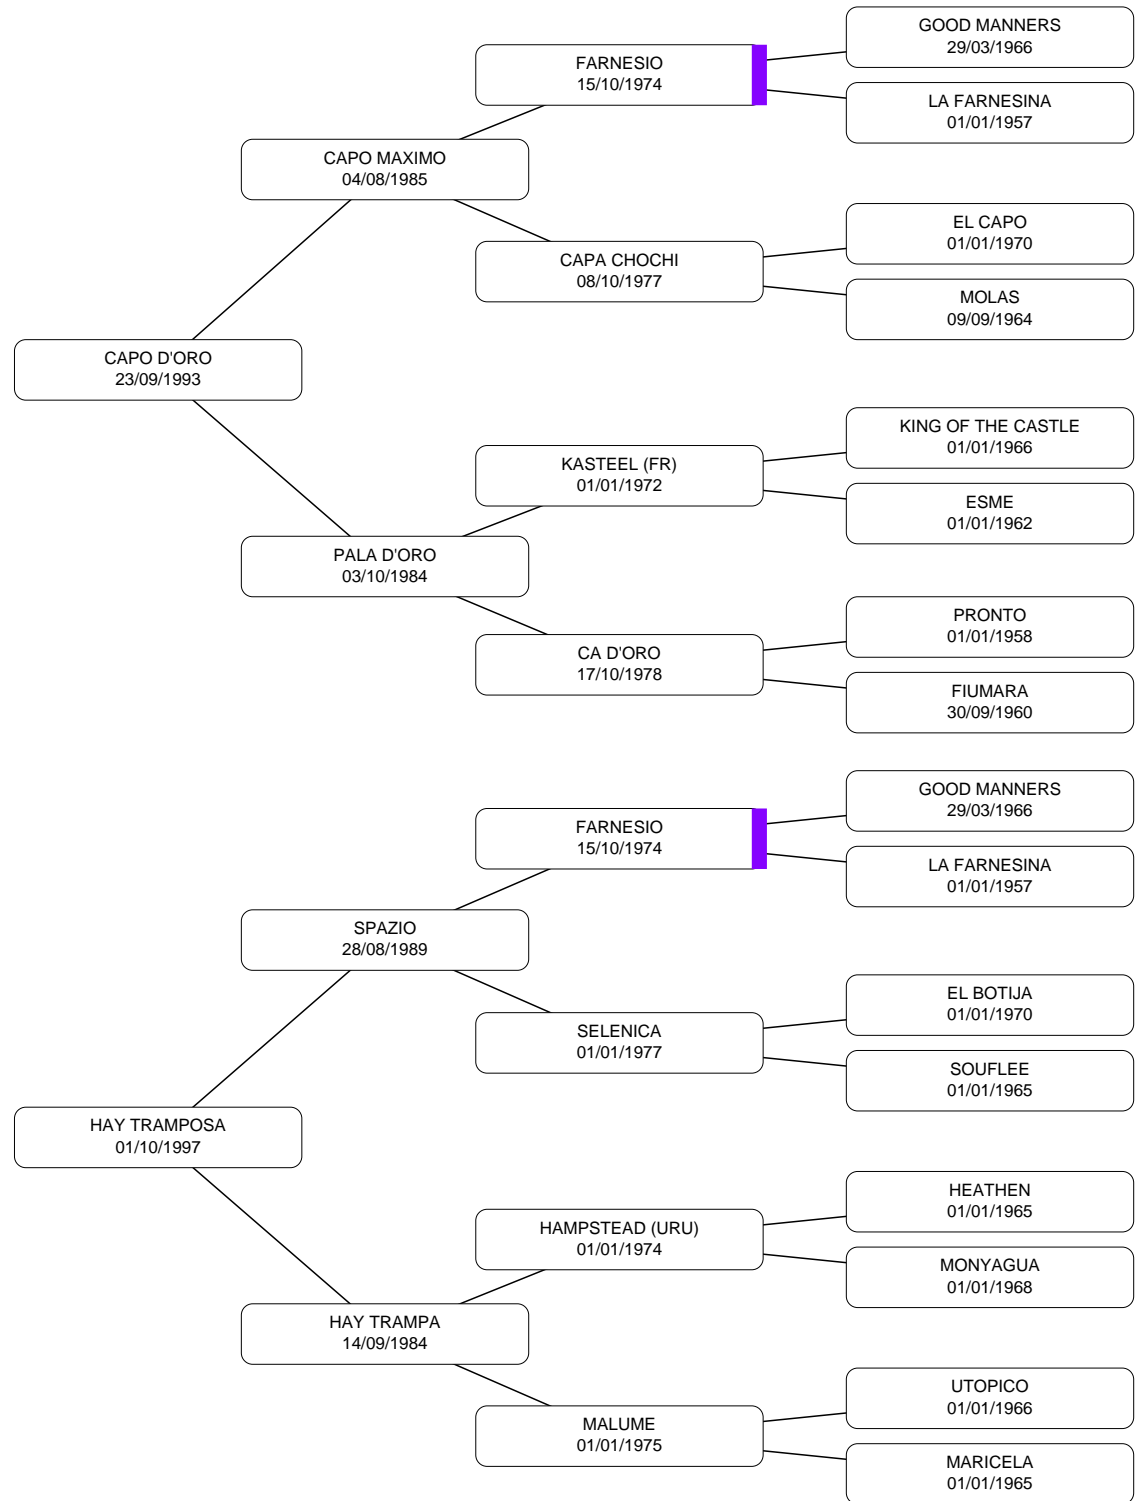 GOOD MANNERS
29/03/1966
FARNESIO
15/10/1974
LA FARNESINA
01/01/1957
CAPO MAXIMO
04/08/1985
EL CAPO
01/01/1970
CAPA CHOCHI
08/10/1977
MOLAS
09/09/1964
CAPO D'ORO
23/09/1993
KING OF THE CASTLE
01/01/1966
KASTEEL (FR)
01/01/1972
ESME
01/01/1962
PALA D'ORO
03/10/1984
PRONTO
01/01/1958
CA D'ORO
17/10/1978
FIUMARA
30/09/1960
GOOD MANNERS
29/03/1966
FARNESIO
15/10/1974
LA FARNESINA
01/01/1957
SPAZIO
28/08/1989
EL BOTIJA
01/01/1970
SELENICA
01/01/1977
SOUFLEE
01/01/1965
HAY TRAMPOSA
01/10/1997
HEATHEN
01/01/1965
HAMPSTEAD (URU)
01/01/1974
MONYAGUA
01/01/1968
HAY TRAMPA
14/09/1984
UTOPICO
01/01/1966
MALUME
01/01/1975
MARICELA
01/01/1965